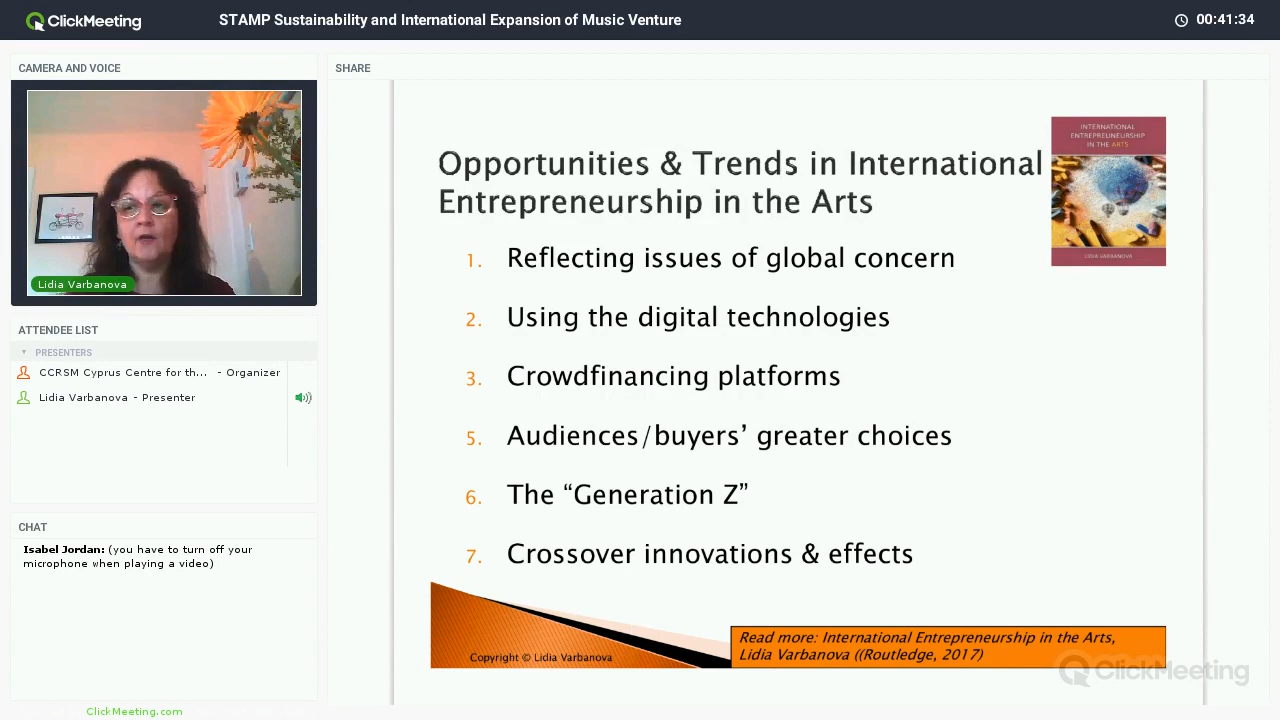 ClickMeeting
STAMP Sustainability and International Expansion of Music Venture
00:41:34
CAMERA AND VOICE
Lidia Varbanova
ATTENDEE LIST
PRESENTERS
CCRSM Cyprus Centre for th... - Organizer
Lidia Varbanova - Presenter
CHAT
Isabel Jordan: (you have to turn off your
microphone when playing a video)
ClickMeeting.com
SHARE
Opportunities & Trends in International
Entrepreneurship in the Arts
INTERNATIONAL
ENTREPRENEURSHIP
IN THE ARTS
LIDIA VARBANOVA
1. Reflecting issues of global concern
2. Using the digital technologies
3. Crowdfinancing platforms
5. Audiences/buyers’ greater choices
6. The “Generation Z”
7. Crossover innovations & effects
Copyright © Lidia Varbanova
Read more: International Entrepreneurship in the Arts,
Lidia Varbanova ((Routledge, 2017)
ClickMeeting